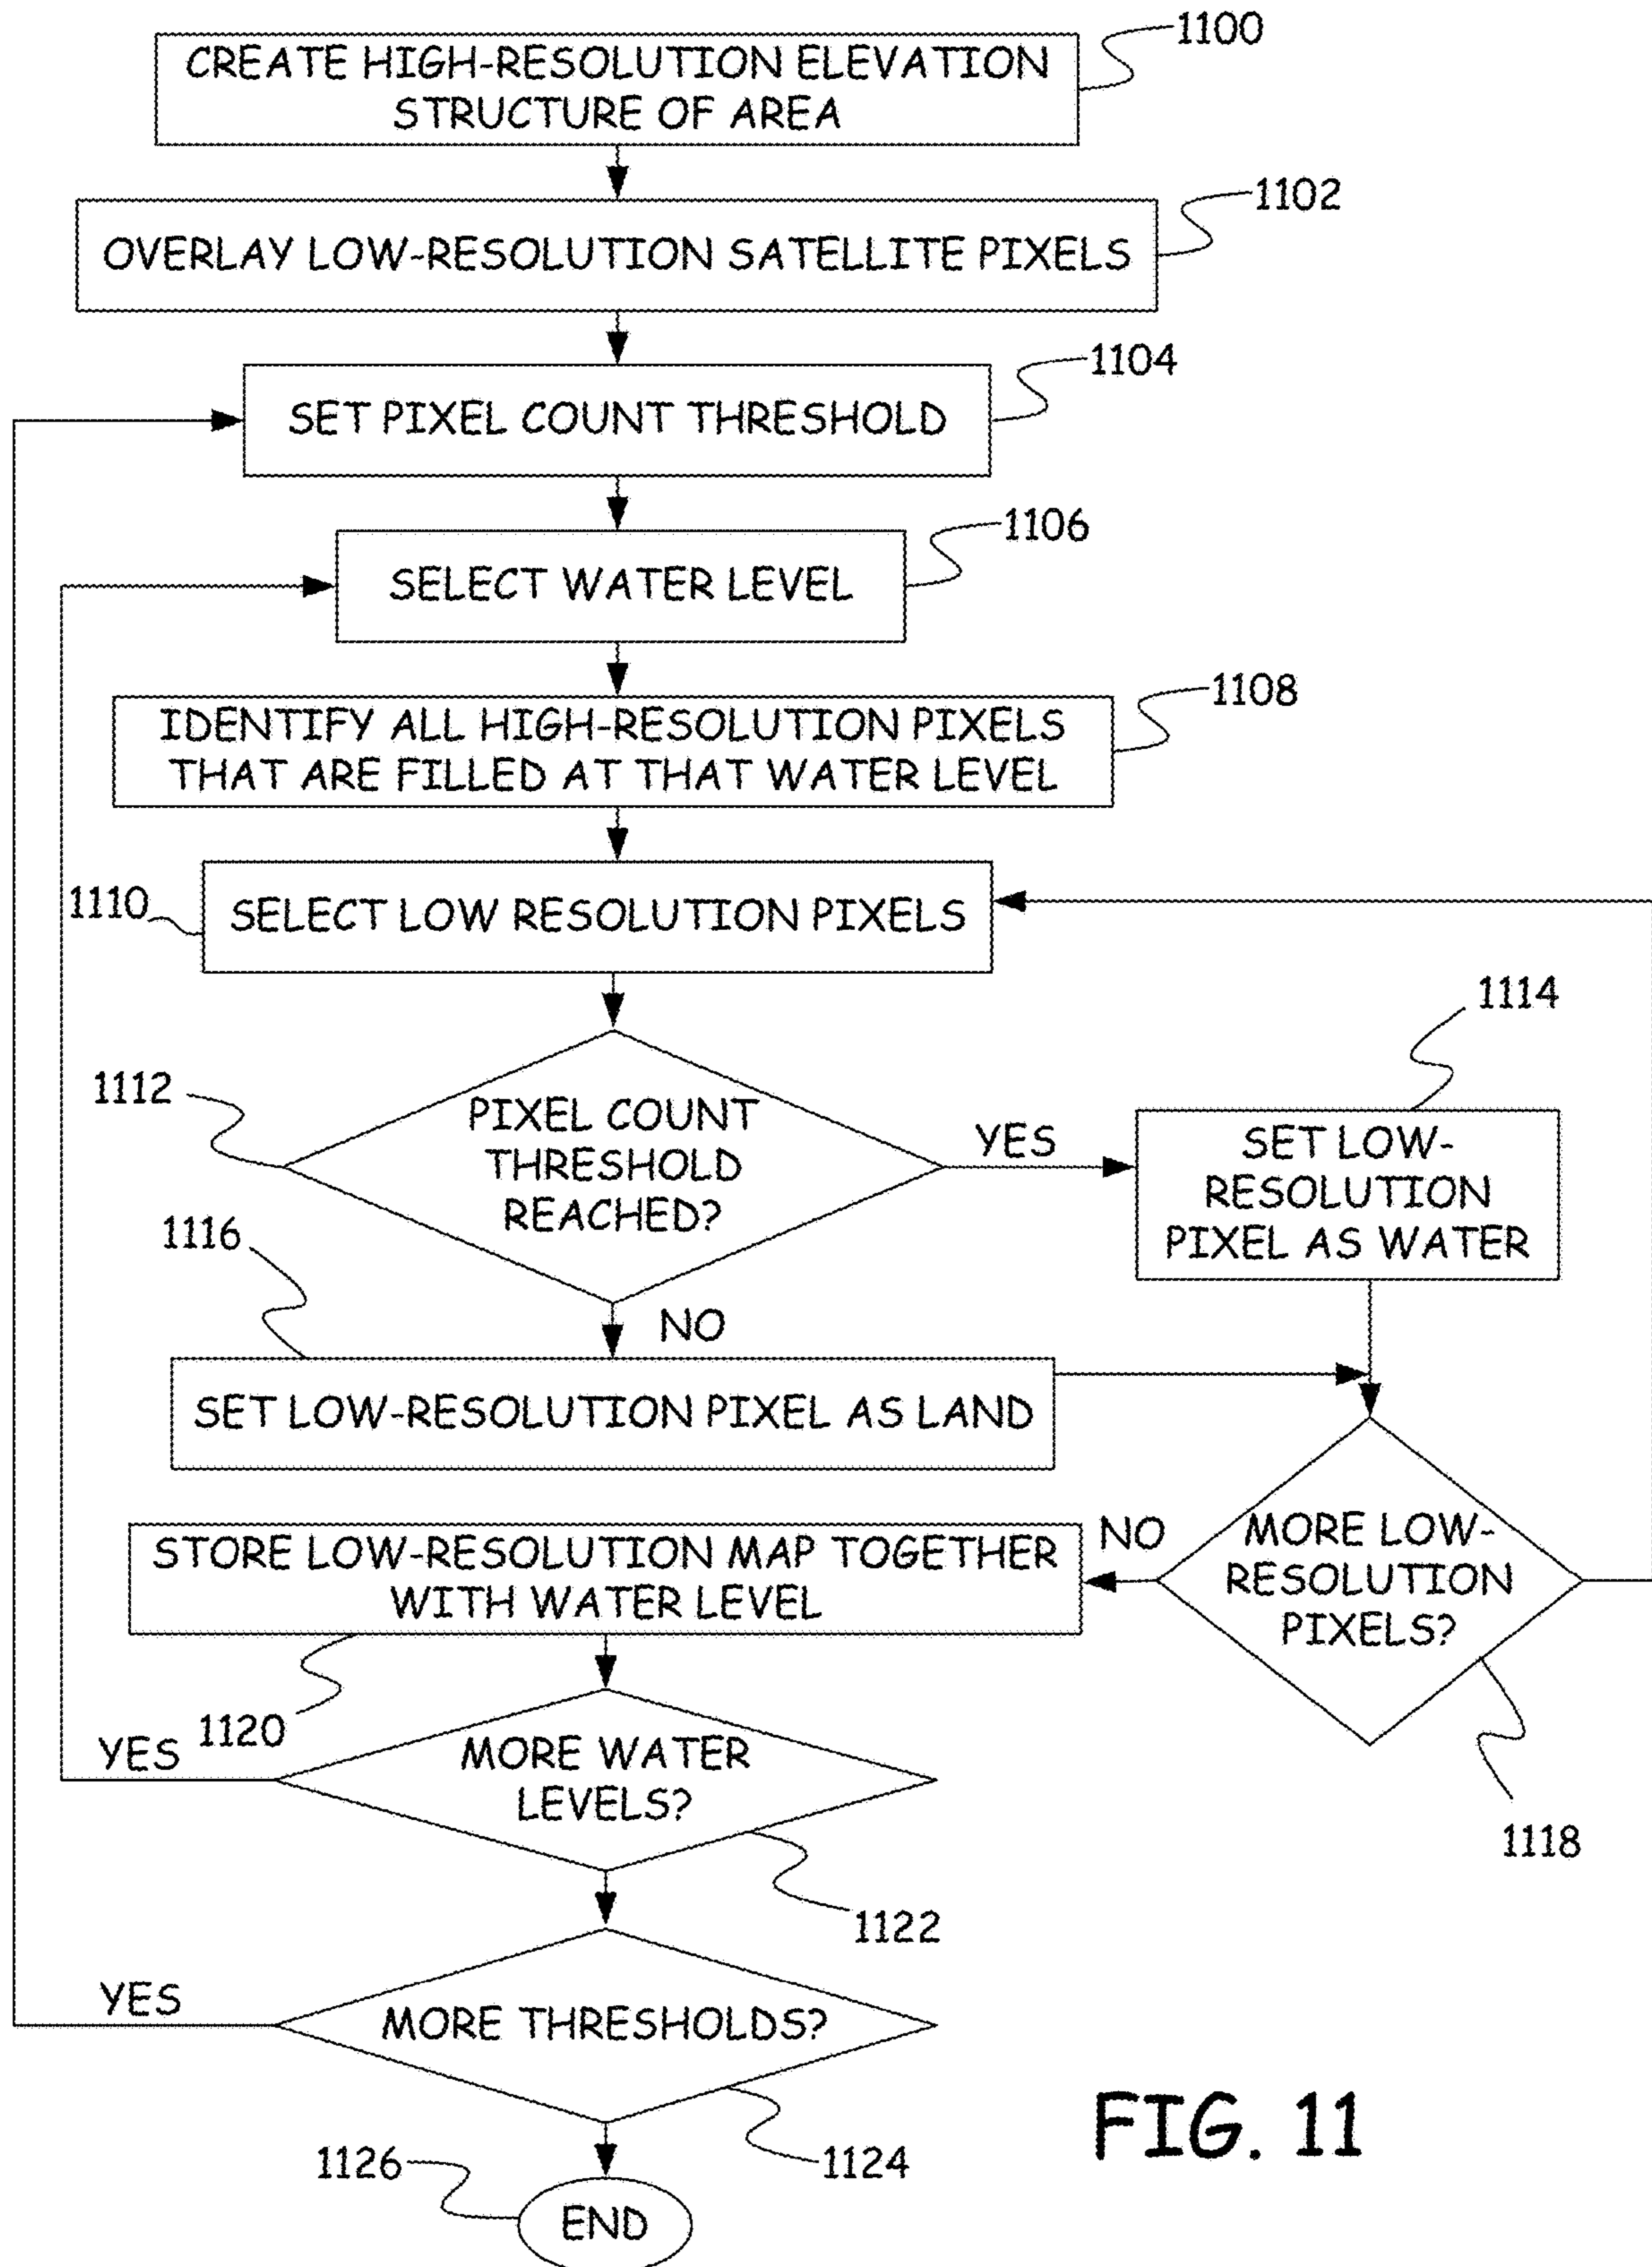 1100
CREATE HIGH-RESOLUTION ELEVATION
STRUCTURE OF AREA
1102
OVERLAY LOW-RESOLUTION SATELLITE PIXELS
1104
SET PIXEL COUNT THRESHOLD
1106
SELECT WATER LEVEL
1108
IDENTIFY ALL HIGH-RESOLUTION PIXELS
THAT ARE FILLED AT THAT WATER LEVEL
1110
SELECT LOW RESOLUTION PIXELS
1112
PIXEL COUNT
THRESHOLD
REACHED?
YES
1114
SET LOW-
RESOLUTION
PIXEL AS WATER
1116
NO
SET LOW-RESOLUTION PIXEL AS LAND
MORE LOW-
RESOLUTION
PIXELS?
1118
NO
STORE LOW-RESOLUTION MAP TOGETHER
WITH WATER LEVEL
1120
YES
MORE WATER
LEVELS?
1122
YES
MORE THRESHOLDS?
1124
1126
END
FIG. 11